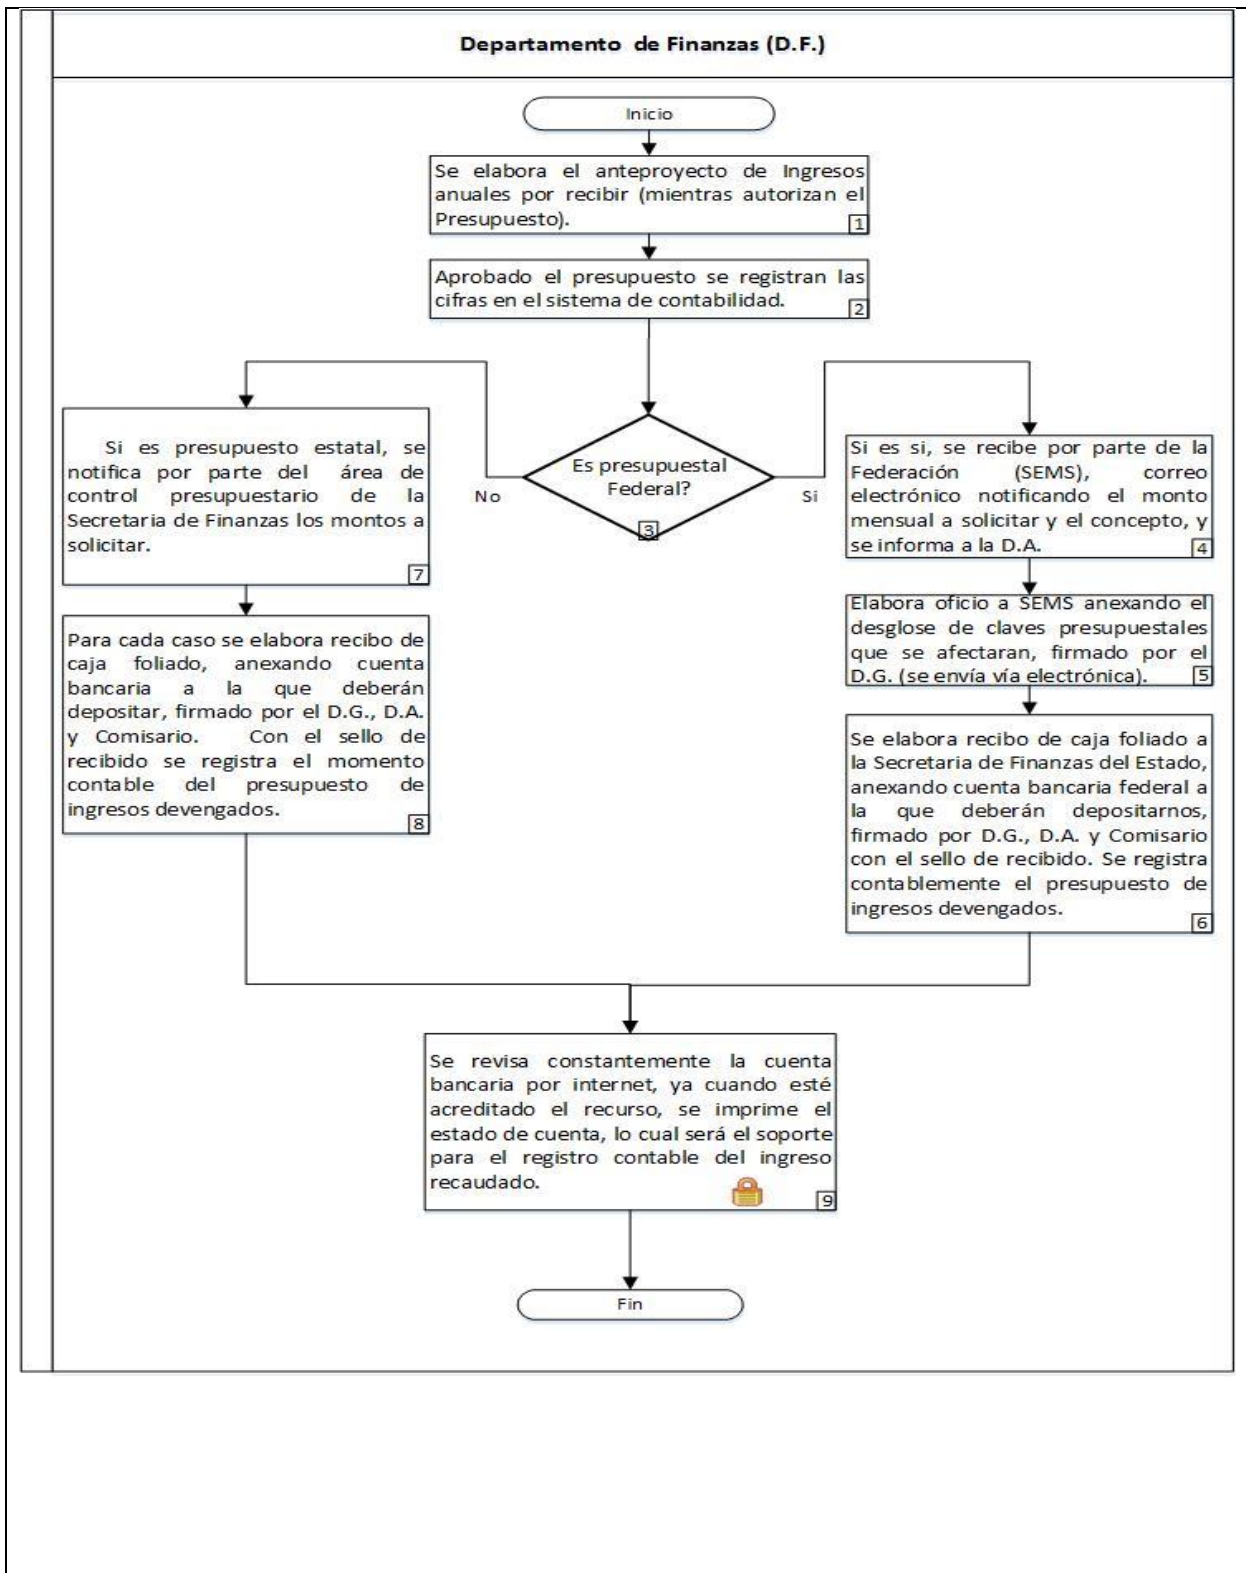 Departamento de Finanzas (D.F.)
Inicio
Se elabora el anteproyecto de Ingresos
anuales por recibir (mientras autorizan el
Presupuesto).
1
Aprobado el presupuesto se registran las
cifras en el sistema de contabilidad.
2
Es presupuestal
Federal?
3
No
Si
Si es presupuesto estatal, se
notifica por parte del área de
control presupuestario de la
Secretaria de Finanzas los montos a
solicitar.
7
Para cada caso se elabora recibo de
caja foliado, anexando cuenta
bancaria a la que deberán
depositar, firmado por el D.G., D.A.
y Comisario. Con el sello de
recibido se registra el momento
contable del presupuesto de
ingresos devengados.
8
Si es si, se recibe por parte de la
Federación (SEMS), correo
electrónico notificando el monto
mensual a solicitar y el concepto, y
se informa a la D.A.
4
Elabora oficio a SEMS anexando el
desglose de claves presupuestales
que se afectaran, firmado por el
D.G. (se envía vía electrónica).
5
Se elabora recibo de caja foliado a
la Secretaria de Finanzas del Estado,
anexando cuenta bancaria federal a
la que deberán depositarnos,
firmado por D.G., D.A. y Comisario
con el sello de recibido. Se registra
contablemente el presupuesto de
ingresos devengados.
6
Se revisa constantemente la cuenta
bancaria por internet, ya cuando esté
acreditado el recurso, se imprime el
estado de cuenta, lo cual será el soporte
para el registro contable del ingreso
recaudado.
9
Fin